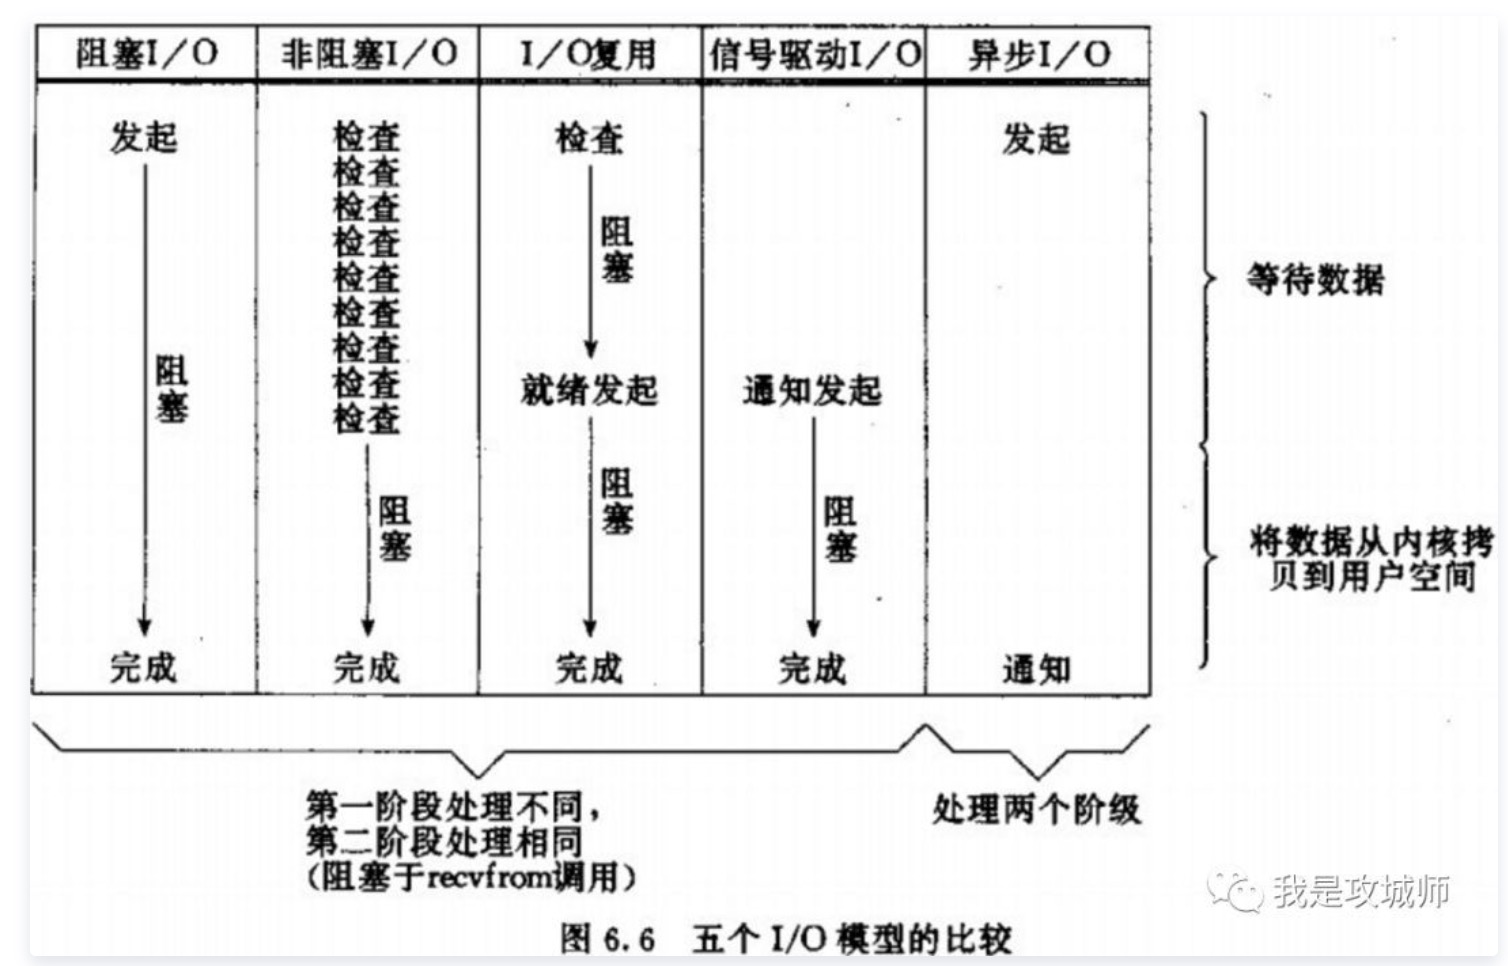 阻塞I/O 非阻塞I/O I/O复用 信号驱动I/O 异步I/O
发起 检查 检查 发起
检查
检查
检查
检查
检查
检查
检查
检查
阻塞
阻塞
就绪发起 通知发起
阻塞
阻塞
阻塞
完成 完成 完成 完成 通知
等待数据
将数据从内核拷
贝到用户空间
第一阶段处理不同，
第二阶段处理相同
(阻塞于recvfrom调用)
处理两个阶级
图 6.6 五个 I/O 模型的比较
我是攻城师